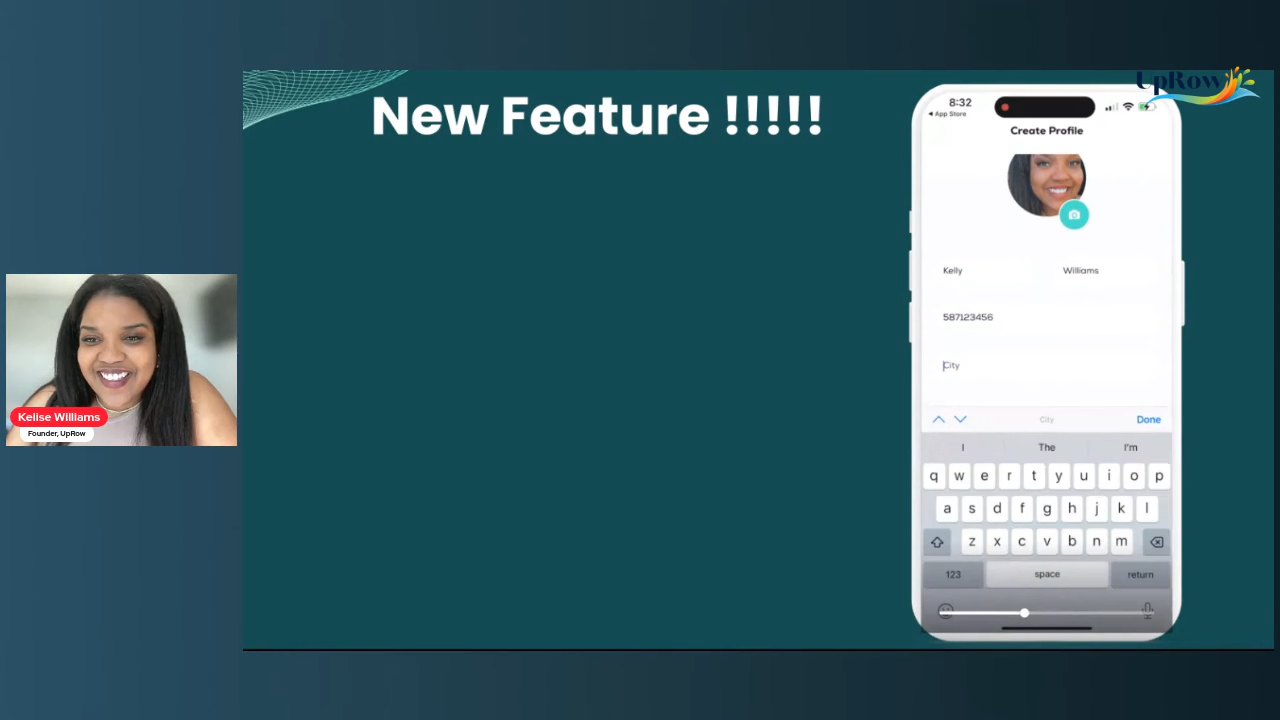 New Feature !!!!!
UpRow
8:32
App Store
Create Profile
Kelly Williams
587123456
City
City Done
I The I'm
q w e r t y u i o p
a s d f g h j k l
z x c v b n m
123 space return
Kelise Williams
Founder, UpRow